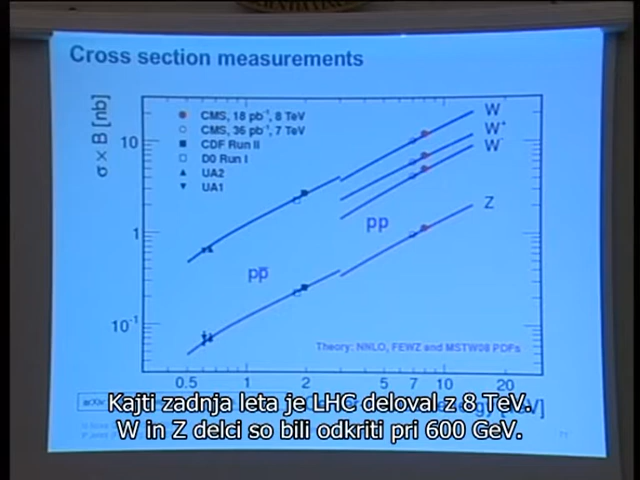 Cross section measurements
σ × B [nb]
CMS, 18 pb⁻¹, 8 TeV
CMS, 36 pb⁻¹, 7 TeV
CDF Run II
D0 Run I
UA2
UA1
10
1
10⁻¹
W
W⁺
W⁻
Z
pp
pp̄
Theory: NNLO, FEWZ and MSTW08 PDFs
0.5
1
2
5
7
10
20
Kajti zadnja leta je LHC deloval z 8 TeV.
W in Z delci so bili odkriti pri 600 GeV.